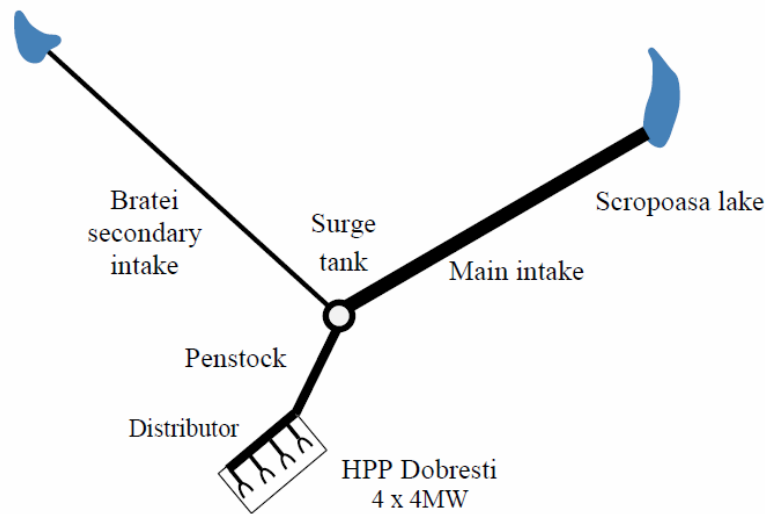 Bratei
secondary
intake
Surge
tank
Scropoasa lake
Main intake
Penstock
Distributor
HPP Dobresti
4 x 4MW